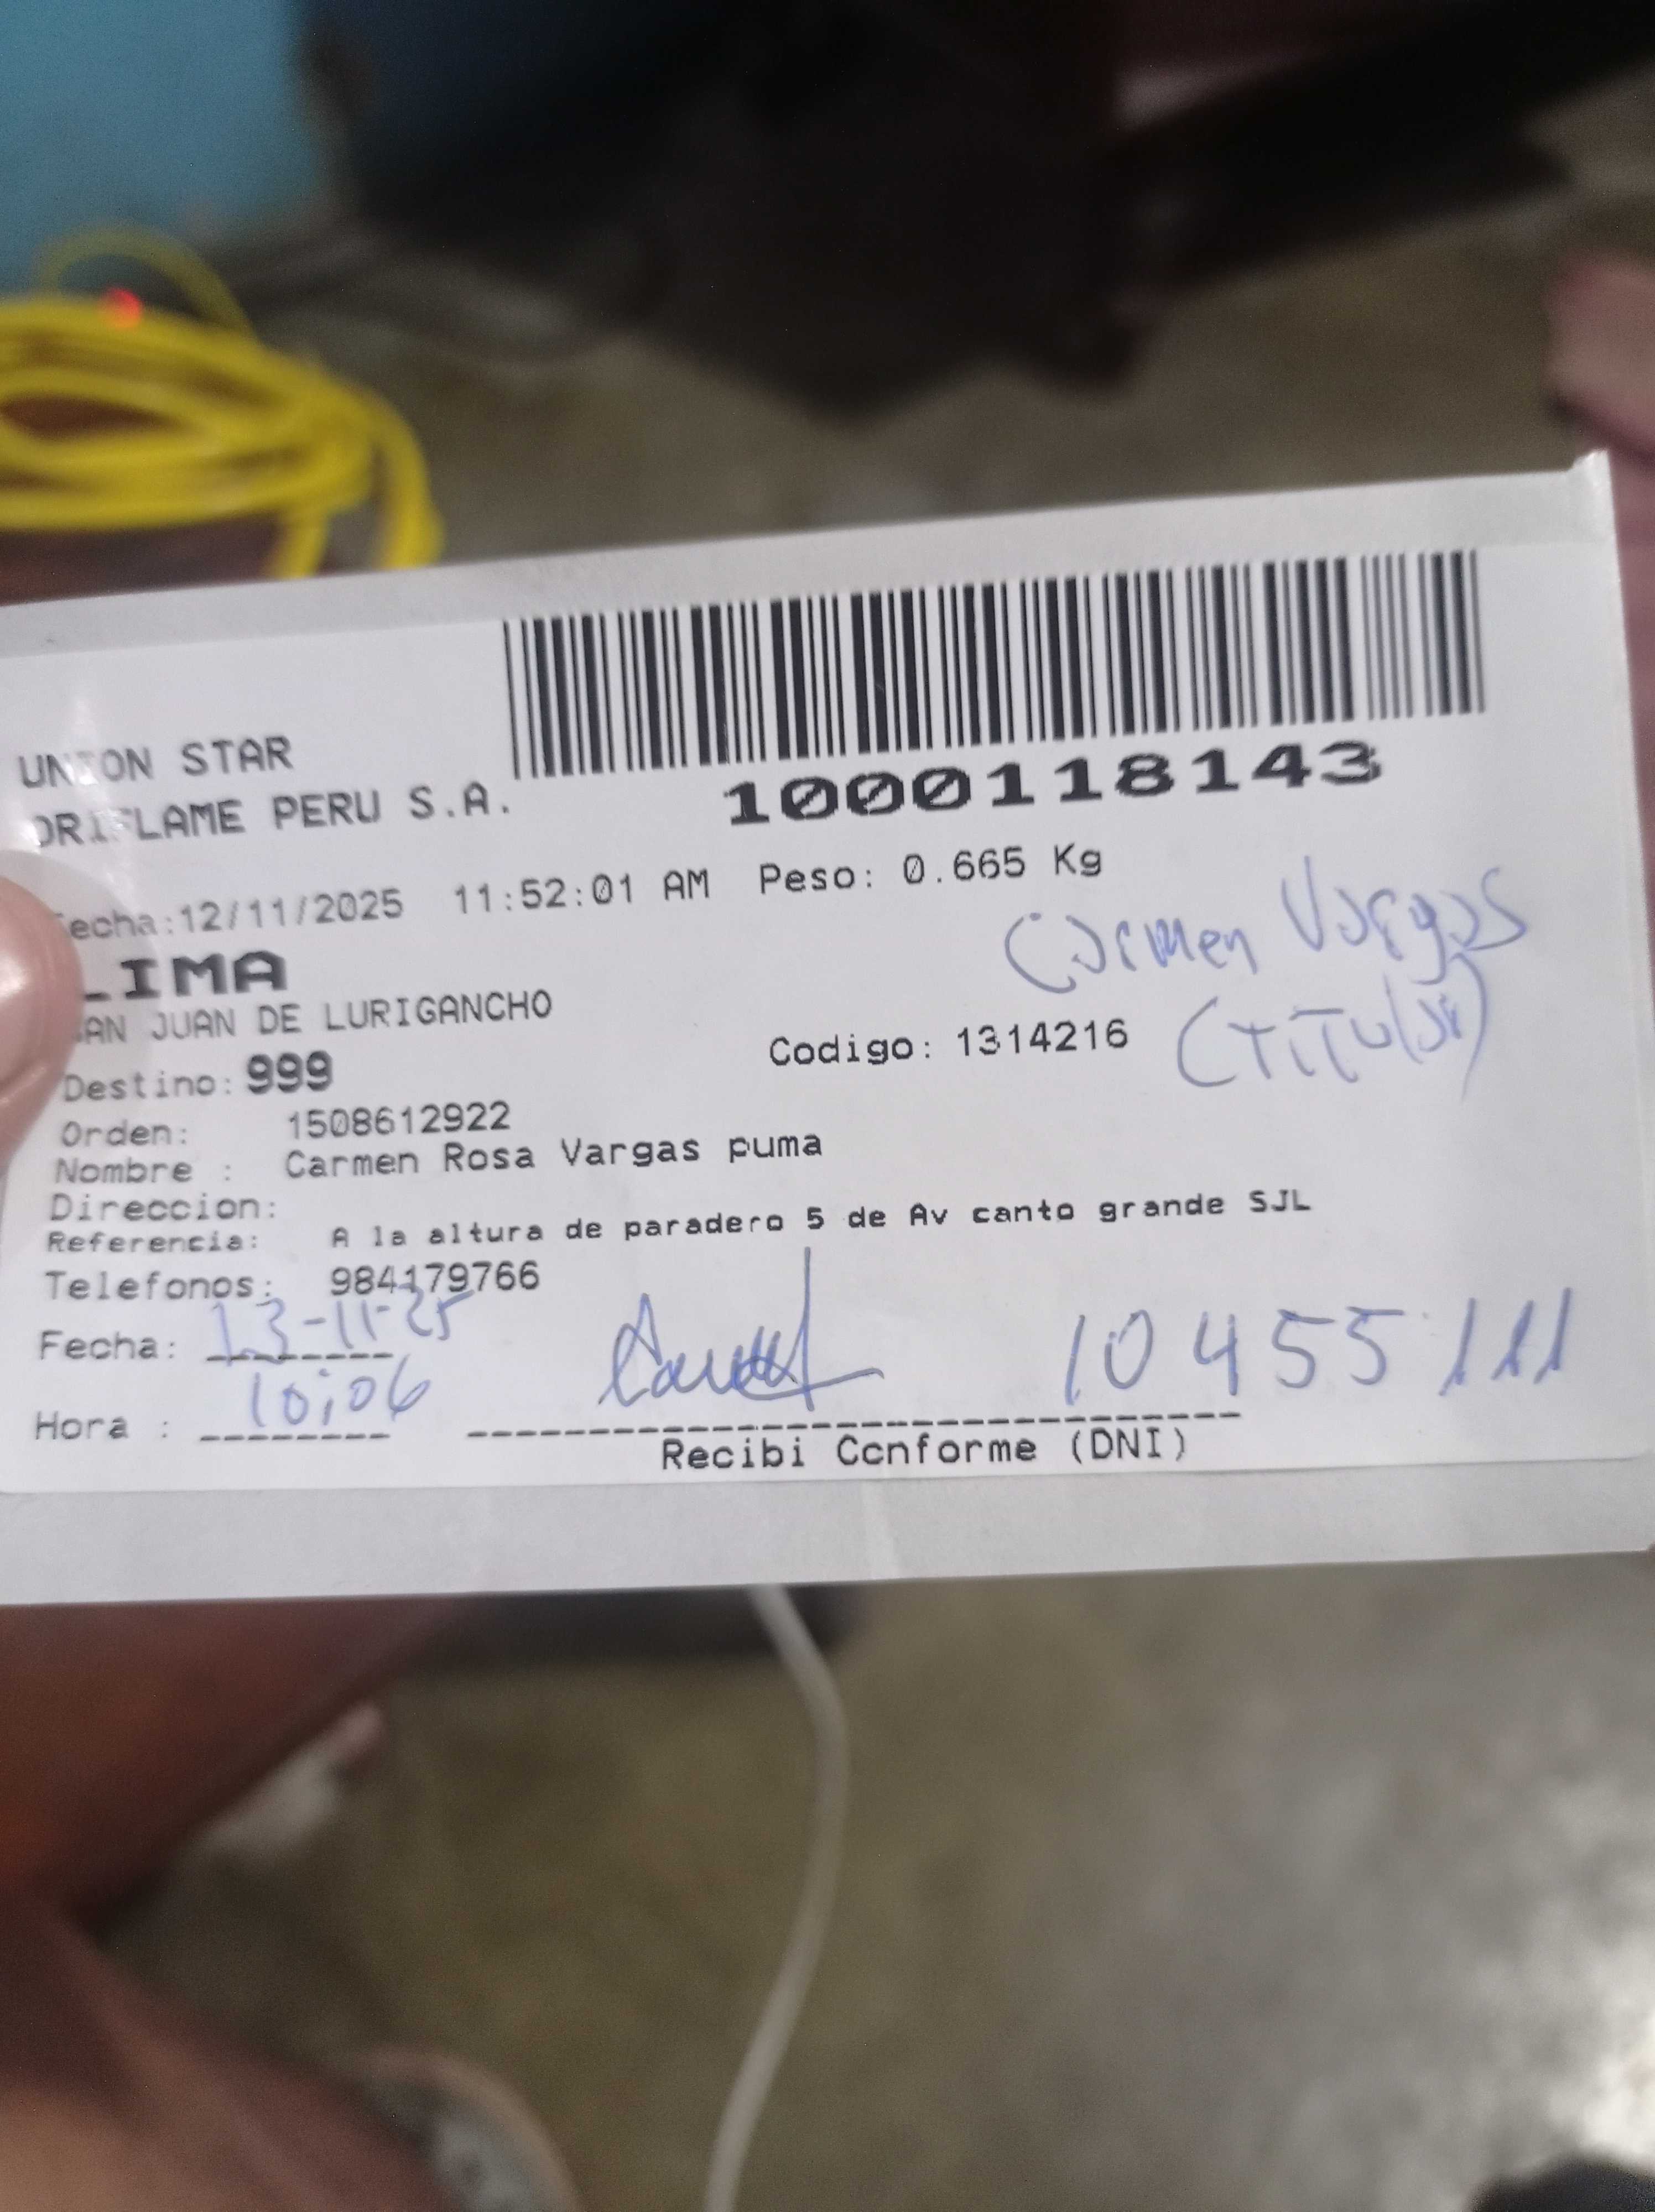 UNION STAR
ORIFLAME PERU S.A.
1000118143
Fecha:12/11/2025 11:52:01 AM Peso: 0.665 Kg
LIMA
Carmen Vargas
SAN JUAN DE LURIGANCHO
(TITUlar)
Codigo: 1314216
Destino: 999
Orden: 1508612922
Nombre : Carmen Rosa Vargas puma
Direccion:
Referencia: A la altura de paradero 5 de Av canto grande SJL
Telefonos: 984179766
Fecha: 13-11-25
10455111
Hora : 10:06
Recibi Conforme (DNI)